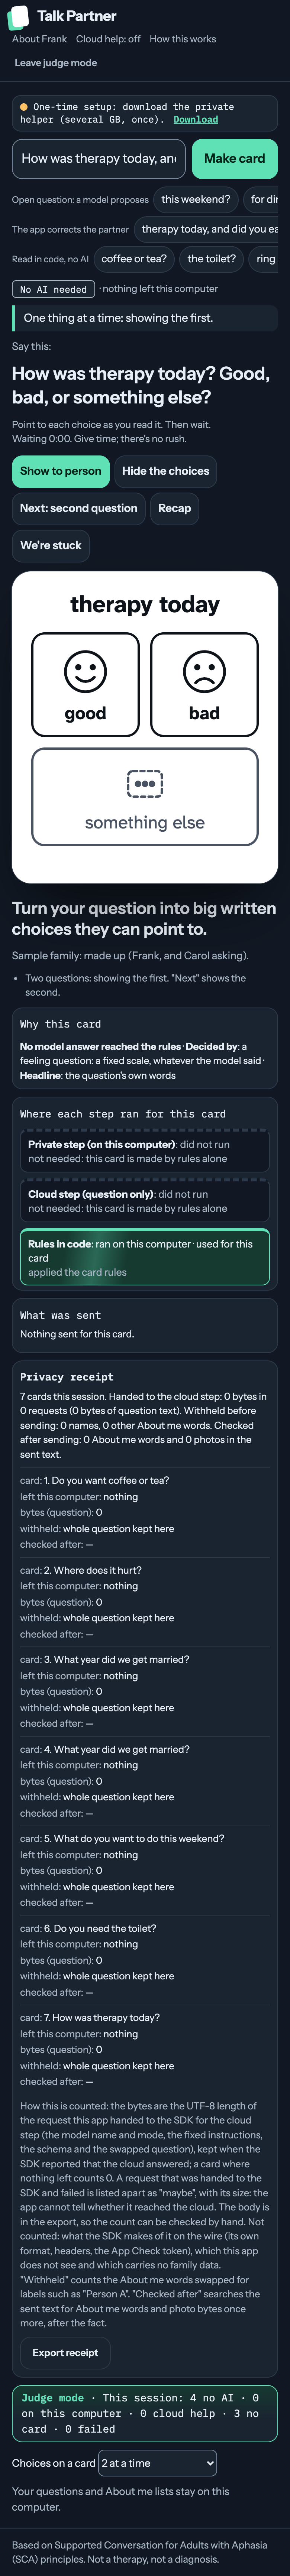 Talk Partner
About Frank Cloud help: off How this works
Leave judge mode
One-time setup: download the private
helper (several GB, once). Download
How was therapy today, and
Make card
Open question: a model proposes this weekend? for din
The app corrects the partner therapy today, and did you ea
Read in code, no AI coffee or tea? the toilet? ring
No AI needed · nothing left this computer
One thing at a time: showing the first.
Say this:
How was therapy today? Good,
bad, or something else?
Point to each choice as you read it. Then wait.
Waiting 0:00. Give time; there's no rush.
Show to person Hide the choices
Next: second question Recap
We're stuck
therapy today
good bad
something else
Turn your question into big written
choices they can point to.
Sample family: made up (Frank, and Carol asking).
• Two questions: showing the first. "Next" shows the
second.
Why this card
No model answer reached the rules · Decided by: a
feeling question: a fixed scale, whatever the model said ·
Headline: the question's own words
Where each step ran for this card
Private step (on this computer): did not run
not needed: this card is made by rules alone
Cloud step (question only): did not run
not needed: this card is made by rules alone
Rules in code: ran on this computer · used for this
card
applied the card rules
What was sent
Nothing sent for this card.
Privacy receipt
7 cards this session. Handed to the cloud step: 0 bytes in
0 requests (0 bytes of question text). Withheld before
sending: 0 names, 0 other About me words. Checked
after sending: 0 About me words and 0 photos in the
sent text.
card: 1. Do you want coffee or tea?
left this computer: nothing
bytes (question): 0
withheld: whole question kept here
checked after: —
card: 2. Where does it hurt?
left this computer: nothing
bytes (question): 0
withheld: whole question kept here
checked after: —
card: 3. What year did we get married?
left this computer: nothing
bytes (question): 0
withheld: whole question kept here
checked after: —
card: 4. What year did we get married?
left this computer: nothing
bytes (question): 0
withheld: whole question kept here
checked after: —
card: 5. What do you want to do this weekend?
left this computer: nothing
bytes (question): 0
withheld: whole question kept here
checked after: —
card: 6. Do you need the toilet?
left this computer: nothing
bytes (question): 0
withheld: whole question kept here
checked after: —
card: 7. How was therapy today?
left this computer: nothing
bytes (question): 0
withheld: whole question kept here
checked after: —
How this is counted: the bytes are the UTF-8 length of
the request this app handed to the SDK for the cloud
step (the model name and mode, the fixed instructions,
the schema and the swapped question), kept when the
SDK reported that the cloud answered; a card where
nothing left counts 0. A request that was handed to the
SDK and failed is listed apart as "maybe", with its size: the
app cannot tell whether it reached the cloud. The body is
in the export, so the count can be checked by hand. Not
counted: what the SDK makes of it on the wire (its own
format, headers, the App Check token), which this app
does not see and which carries no family data.
"Withheld" counts the About me words swapped for
labels such as "Person A". "Checked after" searches the
sent text for About me words and photo bytes once
more, after the fact.
Export receipt
Judge mode · This session: 4 no AI · 0
on this computer · 0 cloud help · 3 no
card · 0 failed
Choices on a card 2 at a time
Your questions and About me lists stay on this
computer.
Based on Supported Conversation for Adults with Aphasia
(SCA) principles. Not a therapy, not a diagnosis.